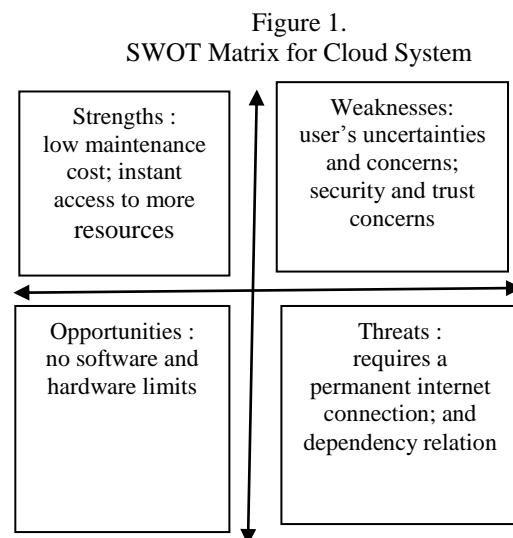 Figure 1.
SWOT Matrix for Cloud System
Strengths :
low maintenance
cost; instant
access to more
resources
Weaknesses:
user's uncertainties
and concerns;
security and trust
concerns
Opportunities :
no software and
hardware limits
Threats :
requires a
permanent internet
connection; and
dependency relation